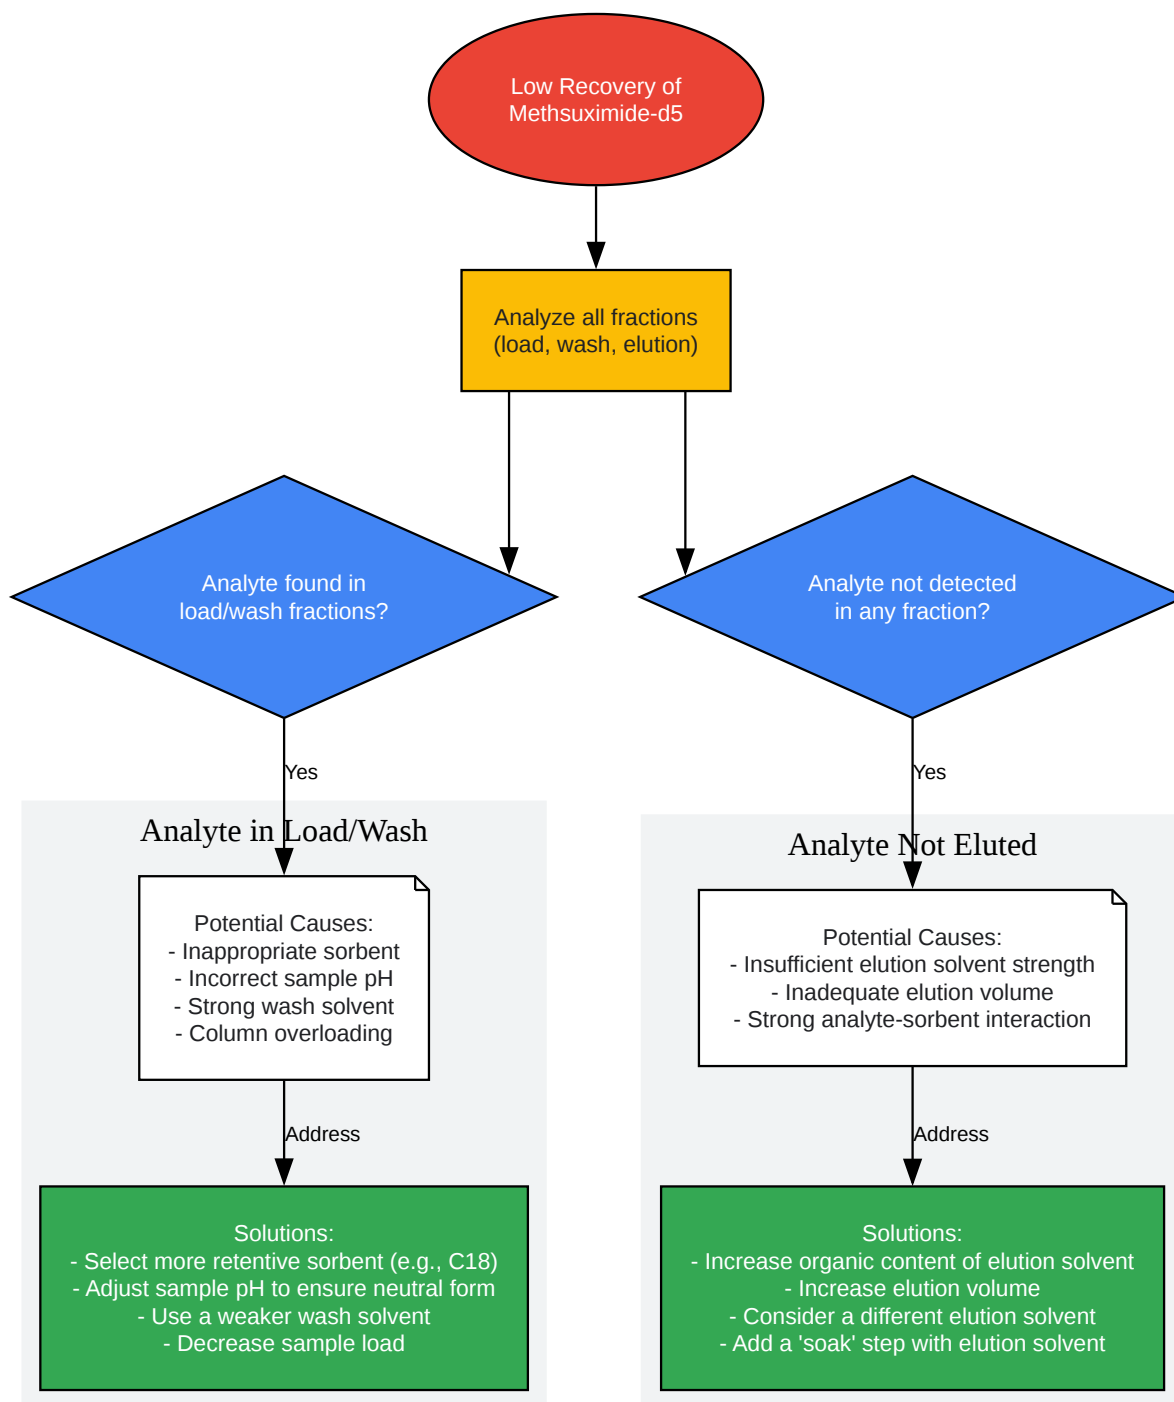 Low Recovery of
Methsuximide-d5
Analyze all fractions
(load, wash, elution)
Analyte found in
load/wash fractions?
Analyte not detected
in any fraction?
Yes
Yes
Analyte in Load/Wash
Analyte Not Eluted
Potential Causes:
- Inappropriate sorbent
- Incorrect sample pH
- Strong wash solvent
- Column overloading
Potential Causes:
- Insufficient elution solvent strength
- Inadequate elution volume
- Strong analyte-sorbent interaction
Address
Address
Solutions:
- Select more retentive sorbent (e.g., C18)
- Adjust sample pH to ensure neutral form
- Use a weaker wash solvent
- Decrease sample load
Solutions:
- Increase organic content of elution solvent
- Increase elution volume
- Consider a different elution solvent
- Add a 'soak' step with elution solvent